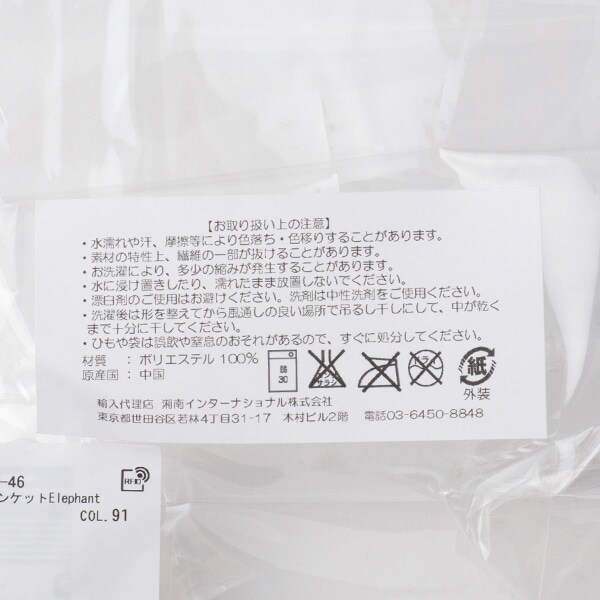 【お取り扱い上の注意】
・水濡れや汗、摩擦等により色落ち・色移りすることがあります。
・素材の特性上、繊維の一部が抜けることがあります。
・お洗濯により、多少の縮みが発生することがあります。
・水に浸け置きしたり、濡れたまま放置しないでください。
・漂白剤のご使用はお避けください。洗剤は中性洗剤をご使用ください。
・洗濯後は形を整えてから風通しの良い場所で吊るし干しにして、中が乾く
まで十分に干してください。
・ひもや袋は誤飲や窒息のおそれがあるので、すぐに処分してください。
材質 : ポリエステル 100%
原産国 : 中国
弱
30
エンソ
サラシ
ドライ
紙
外装
輸入代理店 湘南インターナショナル株式会社
東京都世田谷区若林4丁目31-17 木村ビル2階 電話03-6450-8848
-46
RFID
ンケットElephant
COL.91